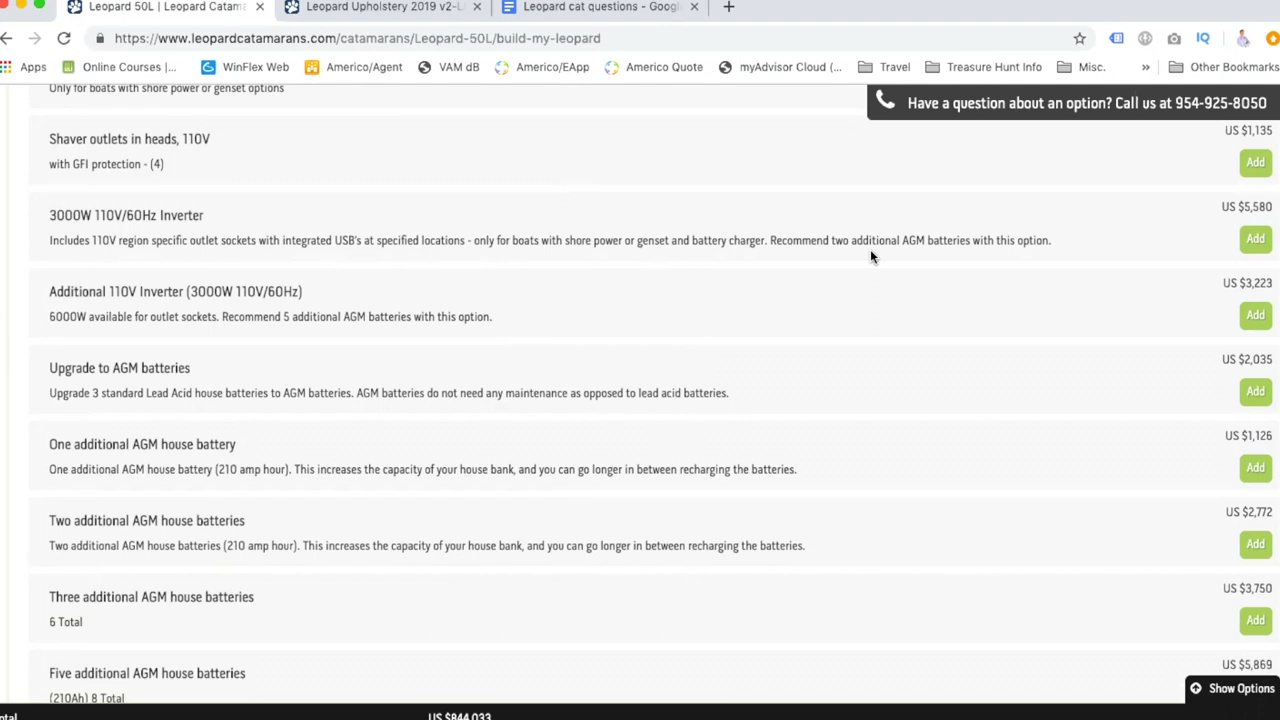 Leopard 50L | Leopard Catam
Leopard Upholstery 2019 v2-L
Leopard cat questions - Goog
https://www.leopardcatamarans.com/catamarans/Leopard-50L/build-my-leopard
IQ
Apps
Online Courses |...
WinFlex Web
Americo/Agent
VAM dB
Americo/EApp
Americo Quote
myAdvisor Cloud (...
Travel
Treasure Hunt Info
Misc.
»
Other Bookmarks
Only for boats with shore power or genset options
Have a question about an option? Call us at 954-925-8050
Shaver outlets in heads, 110V
US $1,135
with GFI protection - (4)
Add
3000W 110V/60Hz Inverter
US $5,580
Includes 110V region specific outlet sockets with integrated USB's at specified locations - only for boats with shore power or genset and battery charger. Recommend two additional AGM batteries with this option.
Add
Additional 110V Inverter (3000W 110V/60Hz)
US $3,223
6000W available for outlet sockets. Recommend 5 additional AGM batteries with this option.
Add
Upgrade to AGM batteries
US $2,035
Upgrade 3 standard Lead Acid house batteries to AGM batteries. AGM batteries do not need any maintenance as opposed to lead acid batteries.
Add
One additional AGM house battery
US $1,126
One additional AGM house battery (210 amp hour). This increases the capacity of your house bank, and you can go longer in between recharging the batteries.
Add
Two additional AGM house batteries
US $2,772
Two additional AGM house batteries (210 amp hour). This increases the capacity of your house bank, and you can go longer in between recharging the batteries.
Add
Three additional AGM house batteries
US $3,750
6 Total
Add
Five additional AGM house batteries
US $5,869
(210Ah) 8 Total
Show Options
otal
US $844,033